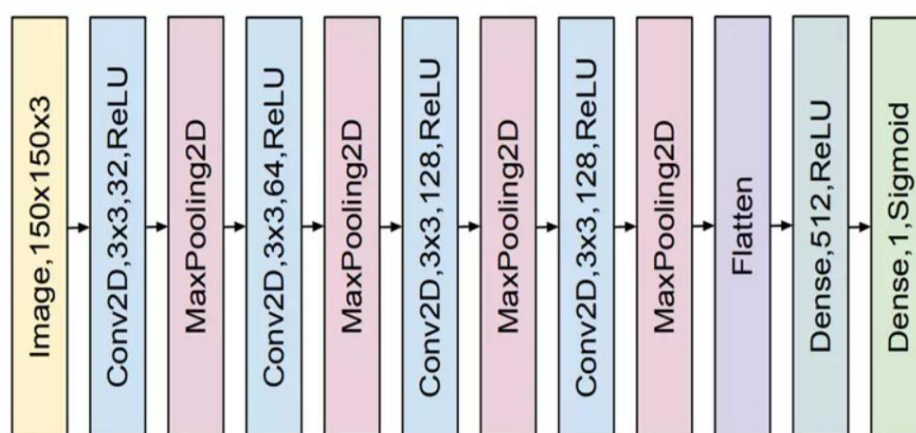 Image,150x150x3
Conv2D,3x3,32,ReLU
MaxPooling2D
Conv2D,3x3,64,ReLU
MaxPooling2D
Conv2D,3x3,128,ReLU
MaxPooling2D
Conv2D,3x3,128,ReLU
MaxPooling2D
Flatten
Dense,512,ReLU
Dense,1,Sigmoid